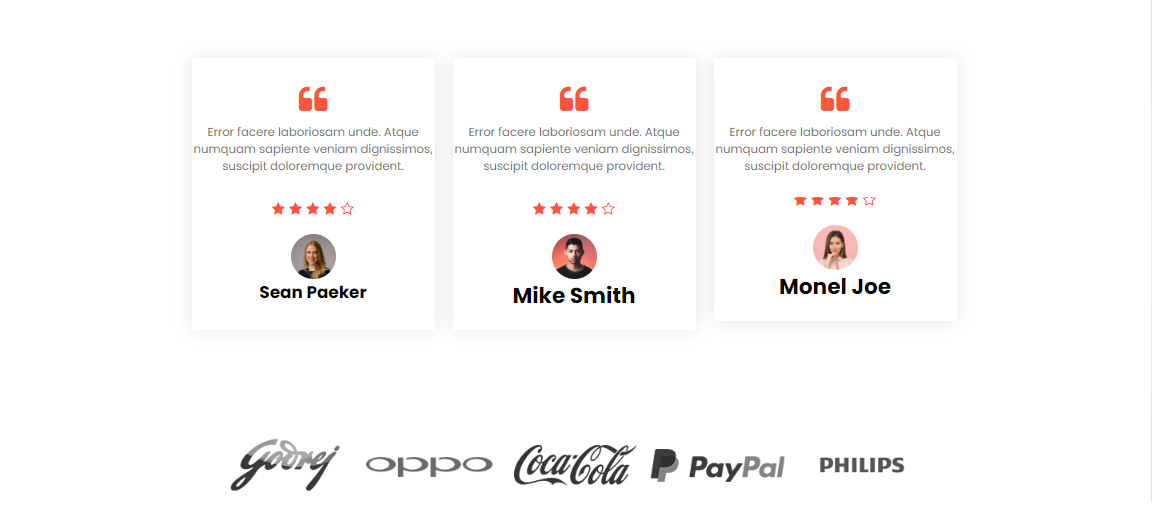 Error facere laboriosam unde. Atque
numquam sapiente veniam dignissimos,
suscipit doloremque provident.
Sean Paeker
Error facere laboriosam unde. Atque
numquam sapiente veniam dignissimos,
suscipit doloremque provident.
Mike Smith
Error facere laboriosam unde. Atque
numquam sapiente veniam dignissimos,
suscipit doloremque provident.
Monel Joe
Godrej
oppo
Coca-Cola
PayPal
PHILIPS